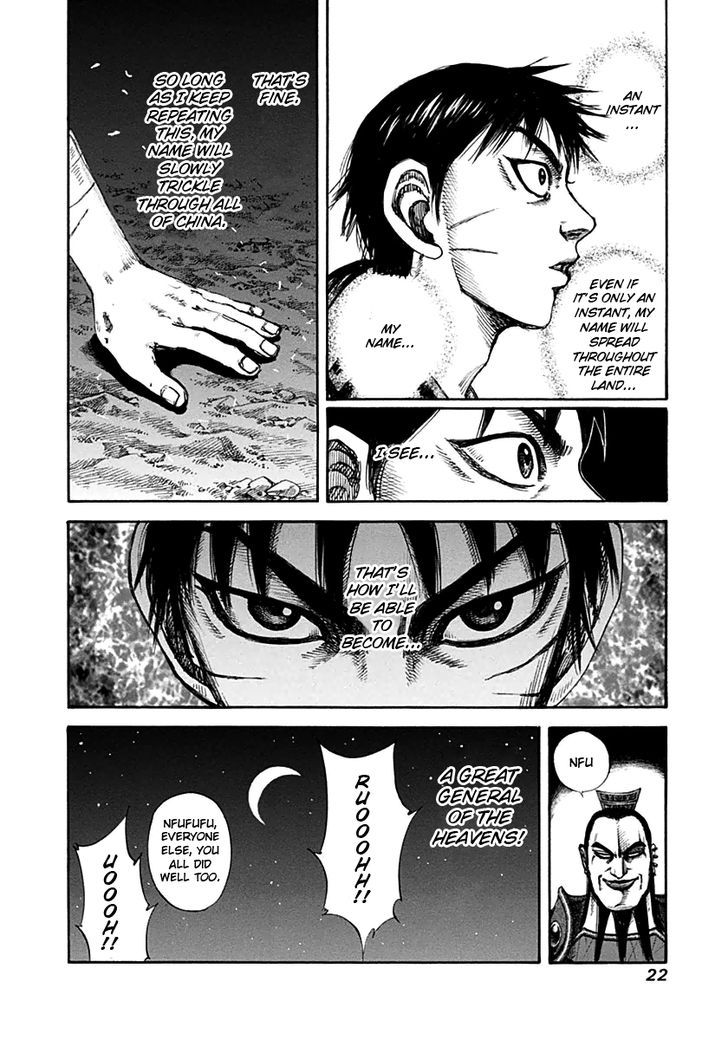 AN
INSTANT
...
EVEN IF
IT'S ONLY AN
INSTANT, MY
NAME WILL
SPREAD
THROUGHOUT
THE ENTIRE
LAND...
MY
NAME...
THAT'S
FINE.
SO LONG
AS I KEEP
REPEATING
THIS, MY
NAME WILL
SLOWLY
TRICKLE
THROUGH ALL
OF CHINA.
I SEE...
THAT'S
HOW I'LL
BE ABLE
TO
BECOME...
NFU
A GREAT
GENERAL
OF THE
HEAVENS!
RUOOOHH!!
NFUFUFU,
EVERYONE
ELSE, YOU
ALL DID
WELL TOO.
UOOOH!!
22